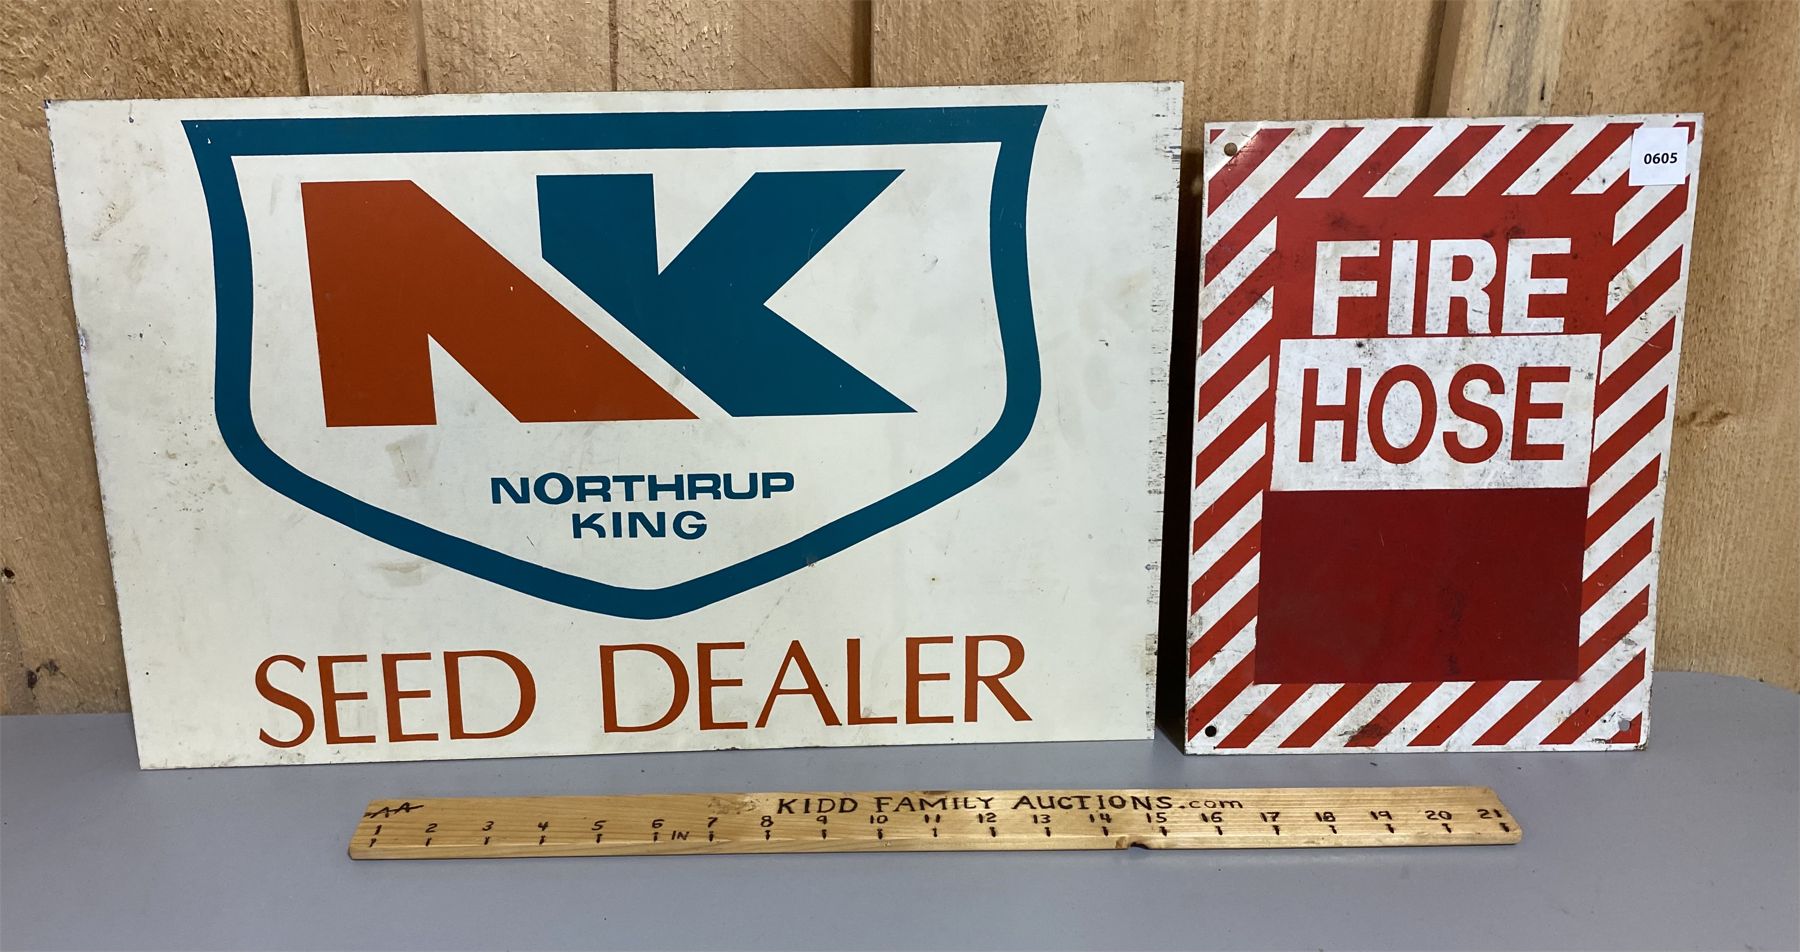 NK
NORTHRUP
KING
SEED DEALER
0605
FIRE
HOSE
AA KIDD FAMILY AUCTIONS.com
1 2 3 4 5 6 IN 7 8 9 10 11 12 13 14 15 16 17 18 19 20 21